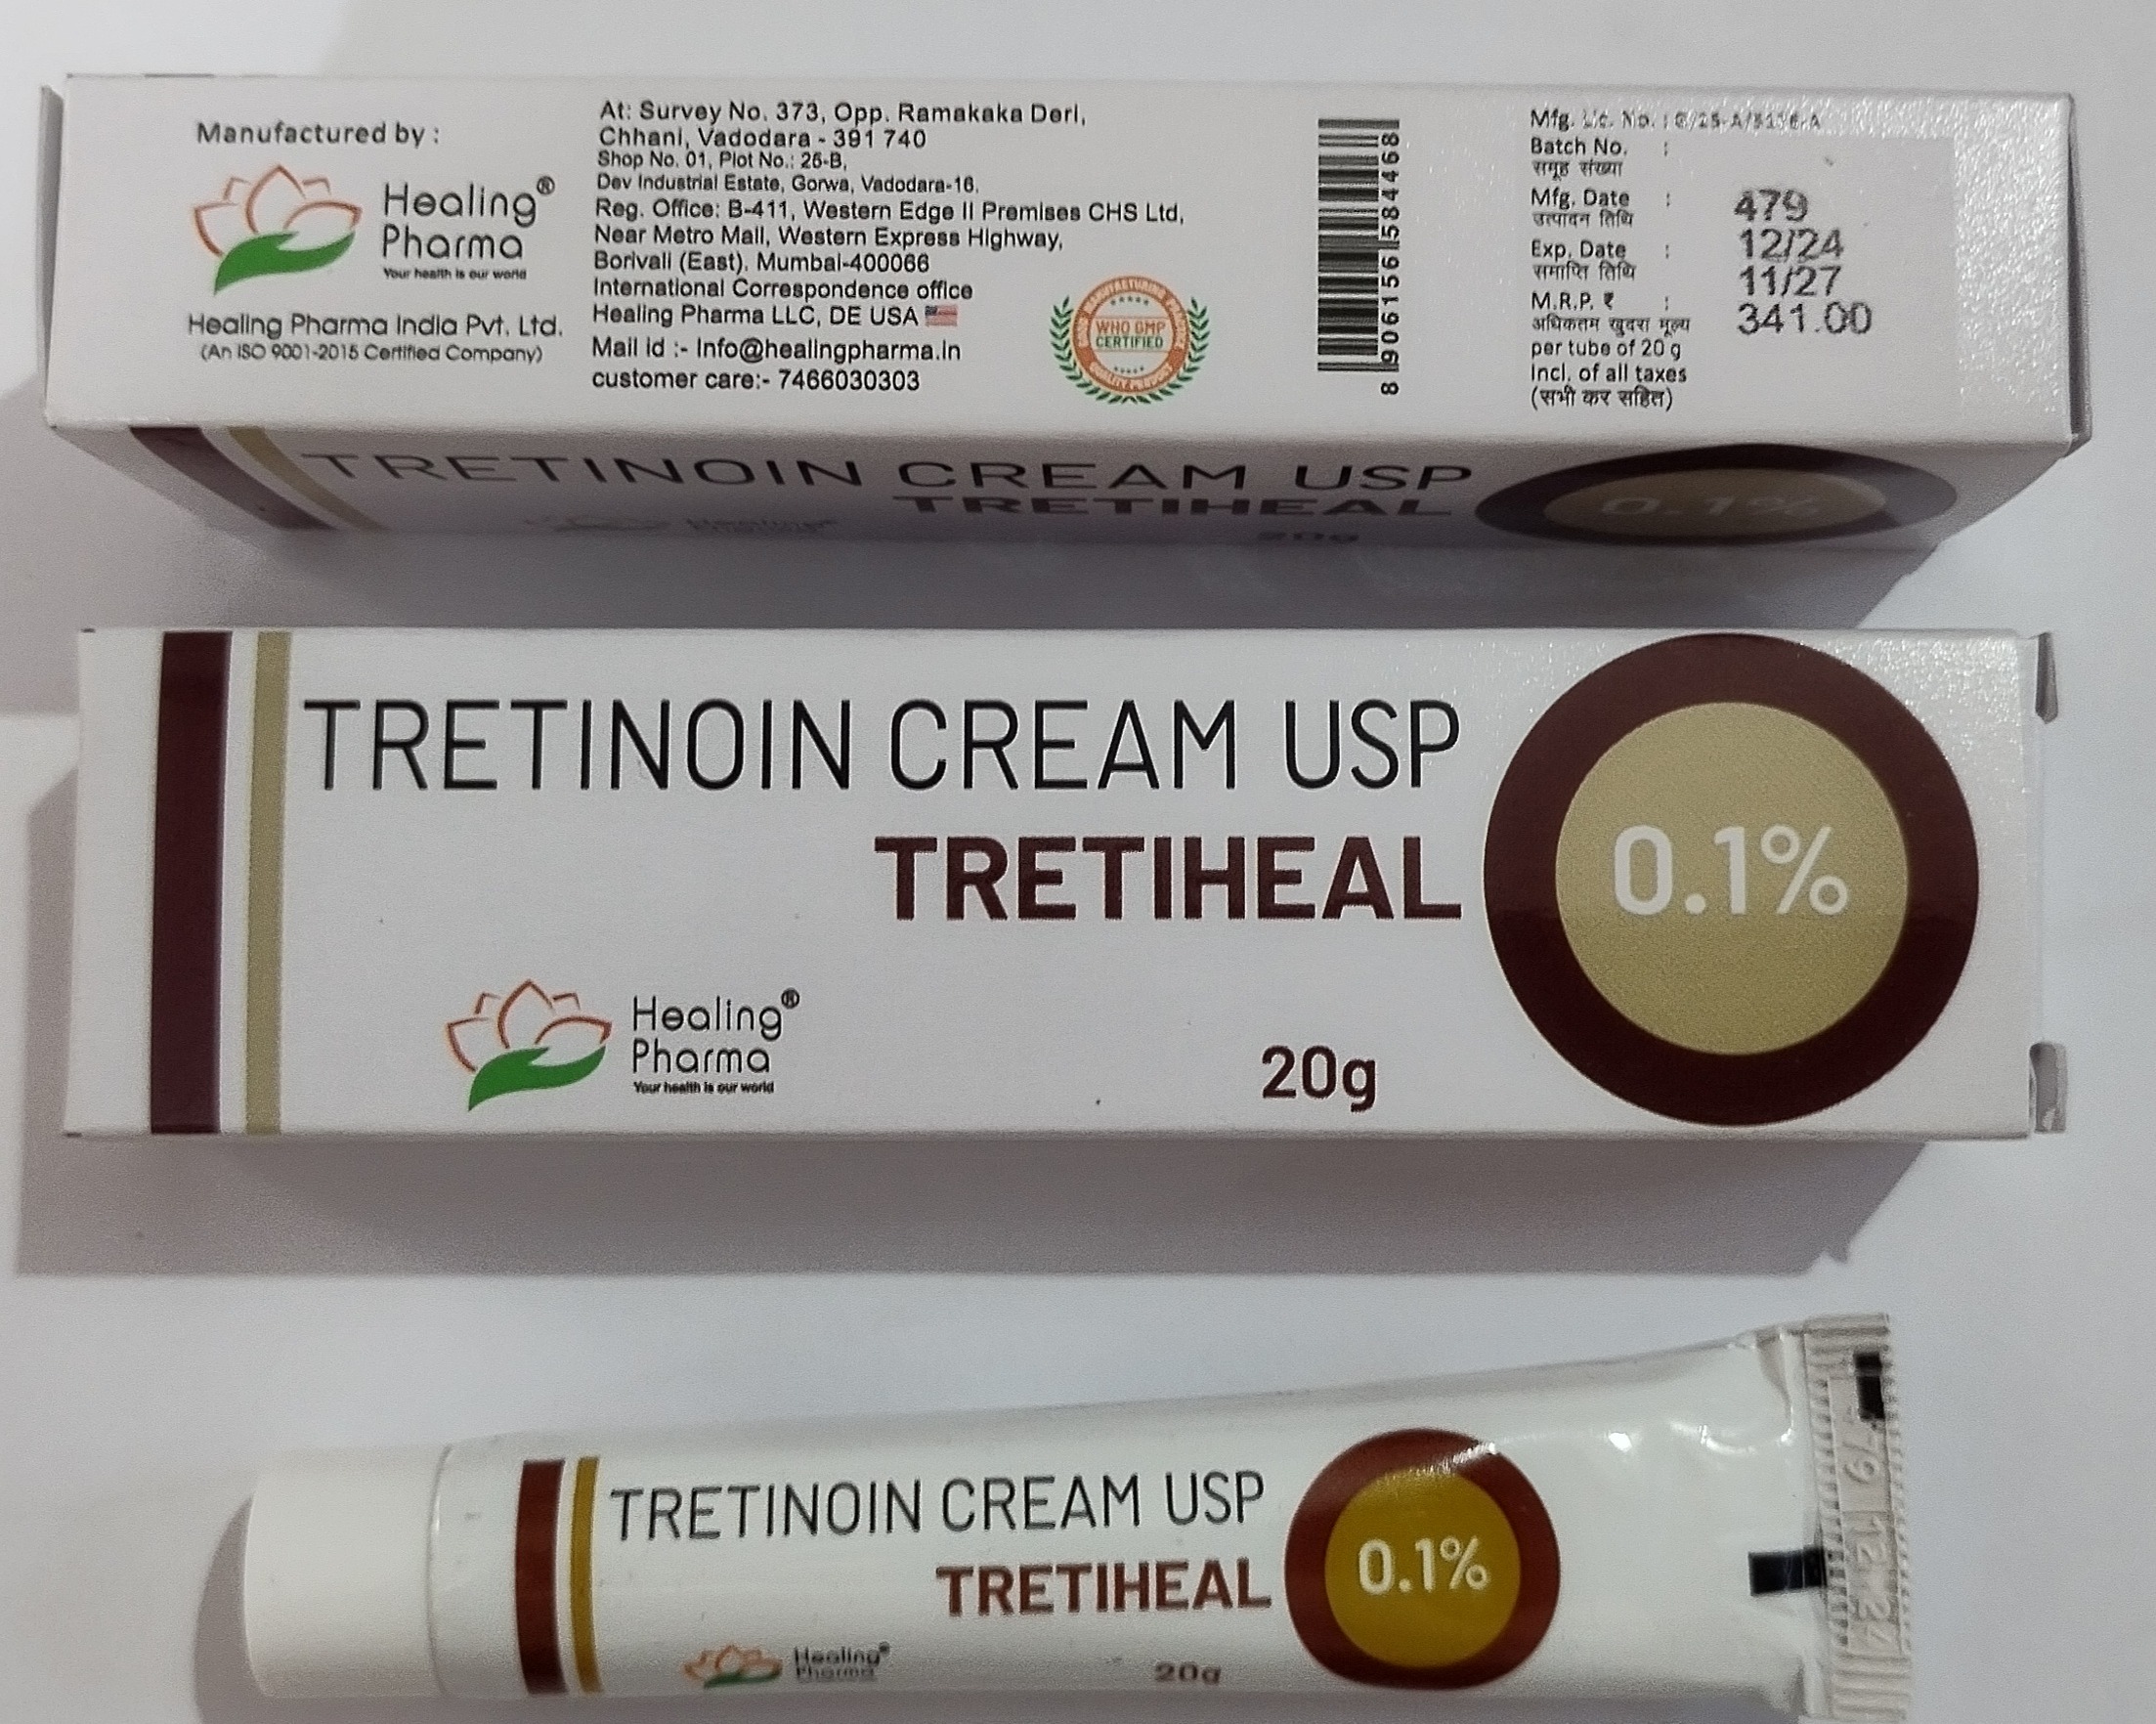 Manufactured by :
Healing®
Pharma
Your health is our world
Healing Pharma India Pvt. Ltd.
(An ISO 9001-2015 Certified Company)
At: Survey No. 373, Opp. Ramakaka Deri,
Chhani, Vadodara - 391 740
Shop No. 01, Plot No.: 26-B,
Dev Industrial Estate, Gorwa, Vadodara-16.
Reg. Office: B-411, Western Edge II Premises CHS Ltd,
Near Metro Mall, Western Express Highway,
Borivali (East). Mumbai-400066
International Correspondence office
Healing Pharma LLC, DE USA
Mail id :- Info@healingpharma.in
customer care:- 7466030303
WHO GMP
CERTIFIED
8 906156 584468
Mfg. Lic. No. :
Batch No. :
समूह संख्या
Mfg. Date :
उत्पादन तिथि
Exp. Date :
समाप्ति तिथि
M.R.P. ₹ :
अधिकतम खुदरा मूल्य
per tube of 20 g
incl. of all taxes
(सभी कर सहित)
479
12/24
11/27
341.00
TRETINOIN CREAM USP
TRETIHEAL
0.1%
20g
TRETINOIN CREAM USP
TRETIHEAL
0.1%
Healing®
Pharma
Your health is our world
20g
TRETINOIN CREAM USP
TRETIHEAL
0.1%
Healing®
Pharma
20g
479 12-24